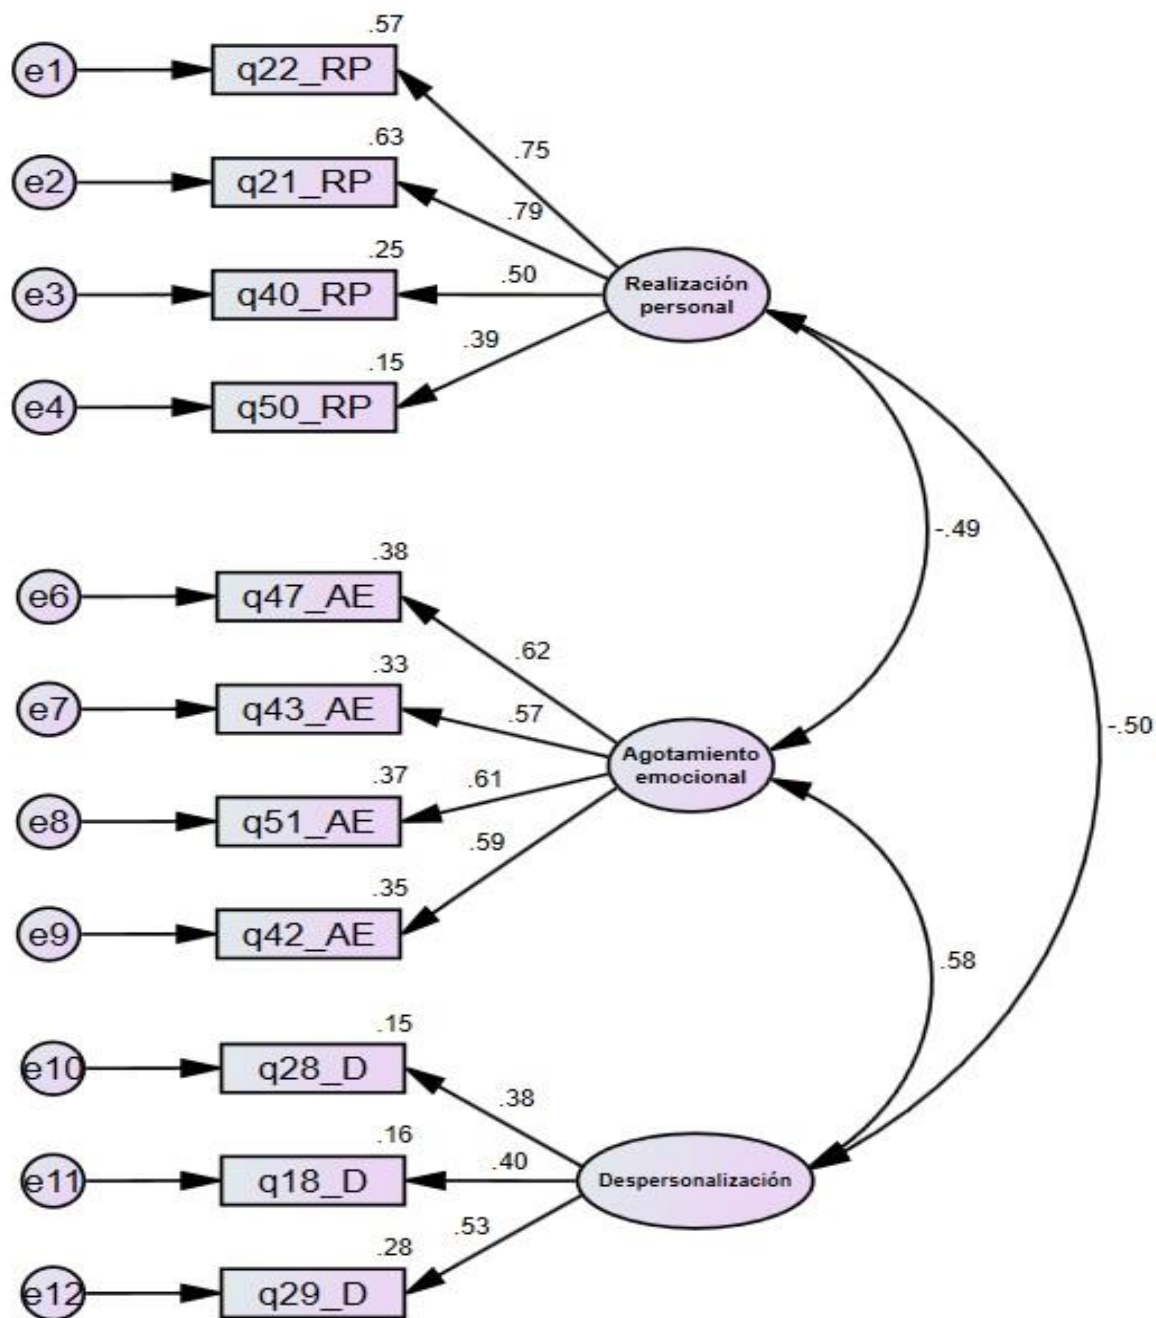 .57
e1
q22_RP
.75
.63
e2
q21_RP
.79
.25
e3
q40_RP
.50
Realización
personal
.39
.15
e4
q50_RP
-.49
.38
e6
q47_AE
.62
.33
e7
q43_AE
.57
-.50
Agotamiento
emocional
.37
e8
q51_AE
.61
.59
.35
e9
q42_AE
.58
.15
e10
q28_D
.38
.16
e11
q18_D
.40
Despersonalización
.53
.28
e12
q29_D